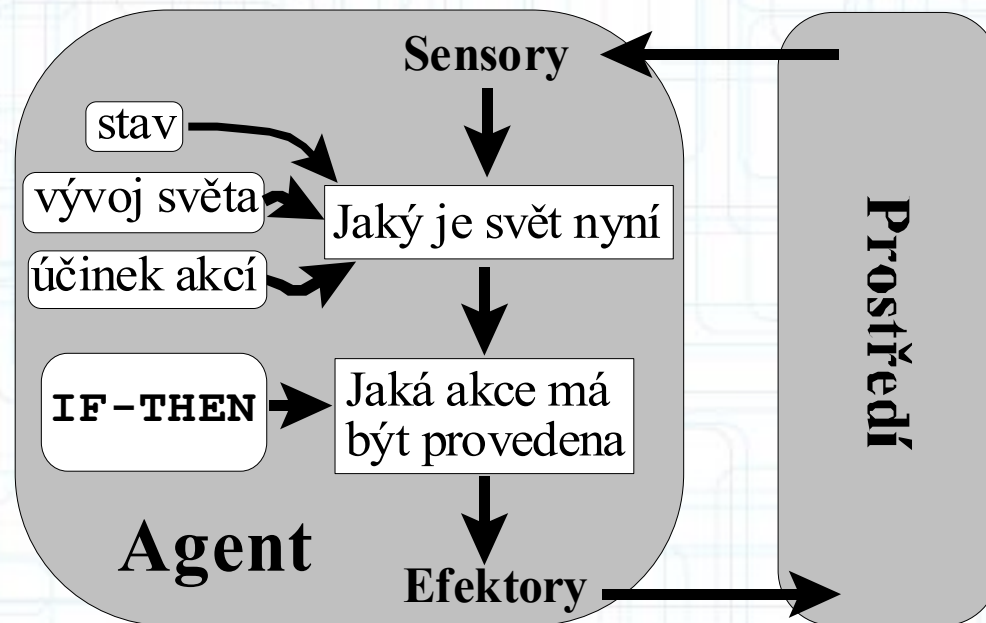 Sensory
stav
vývoj světa
Jaký je svět nyní
účinek akcí
IF-THEN
Jaká akce má
být provedena
Agent
Efektory
Prostředí